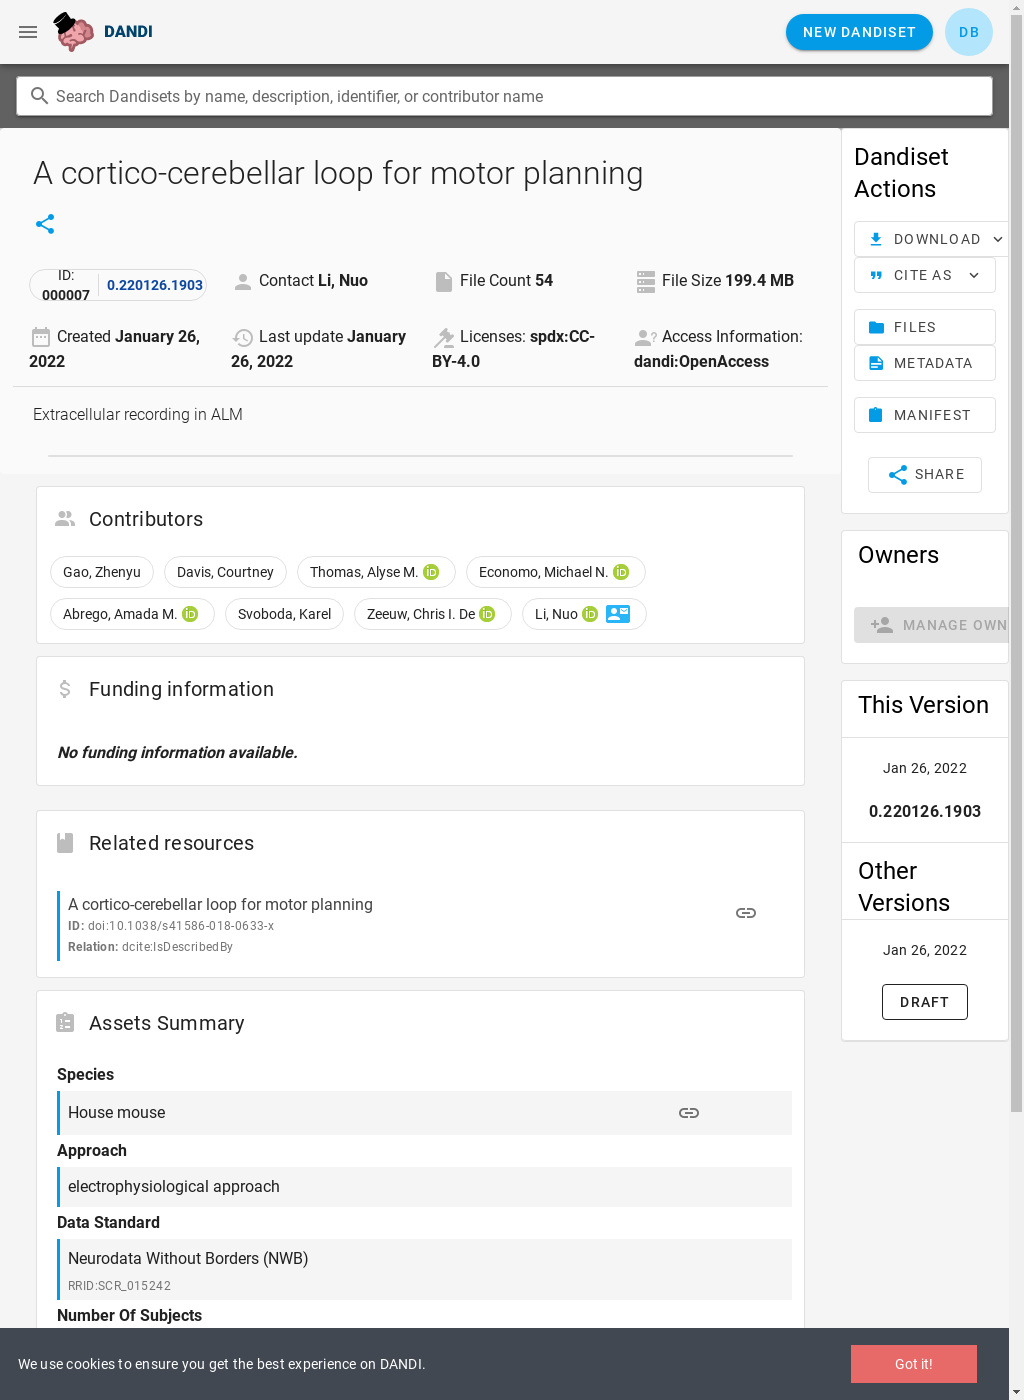 DANDI
NEW DANDISET
DB
Search Dandisets by name, description, identifier, or contributor name
A cortico-cerebellar loop for motor planning
ID:
000007
0.220126.1903
Contact Li, Nuo
File Count 54
File Size 199.4 MB
Created January 26,
2022
Last update January
26, 2022
Licenses: spdx:CC-
BY-4.0
Access Information:
dandi:OpenAccess
Extracellular recording in ALM
Contributors
Gao, Zhenyu
Davis, Courtney
Thomas, Alyse M.
Economo, Michael N.
Abrego, Amada M.
Svoboda, Karel
Zeeuw, Chris I. De
Li, Nuo
Funding information
No funding information available.
Related resources
A cortico-cerebellar loop for motor planning
ID: doi:10.1038/s41586-018-0633-x
Relation: dcite:IsDescribedBy
Assets Summary
Species
House mouse
Approach
electrophysiological approach
Data Standard
Neurodata Without Borders (NWB)
RRID:SCR_015242
Number Of Subjects
Dandiset
Actions
DOWNLOAD
CITE AS
FILES
METADATA
MANIFEST
SHARE
Owners
MANAGE OWN
This Version
Jan 26, 2022
0.220126.1903
Other
Versions
Jan 26, 2022
DRAFT
We use cookies to ensure you get the best experience on DANDI.
Got it!